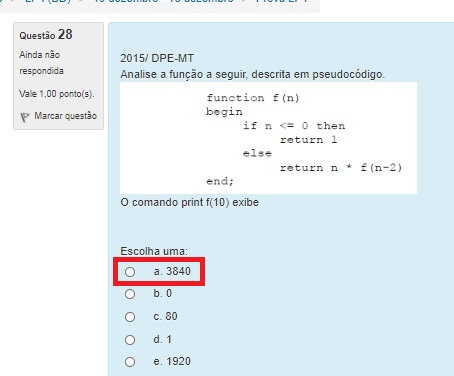 Questão 28
Ainda não
respondida
Vale 1,00 ponto(s).
Marcar questão
2015/ DPE-MT
Analise a função a seguir, descrita em pseudocódigo.
function f(n)
begin
if n <= 0 then
return 1
else
return n * f(n-2)
end;
O comando print f(10) exibe
Escolha uma:
a. 3840
b. 0
c. 80
d. 1
e. 1920